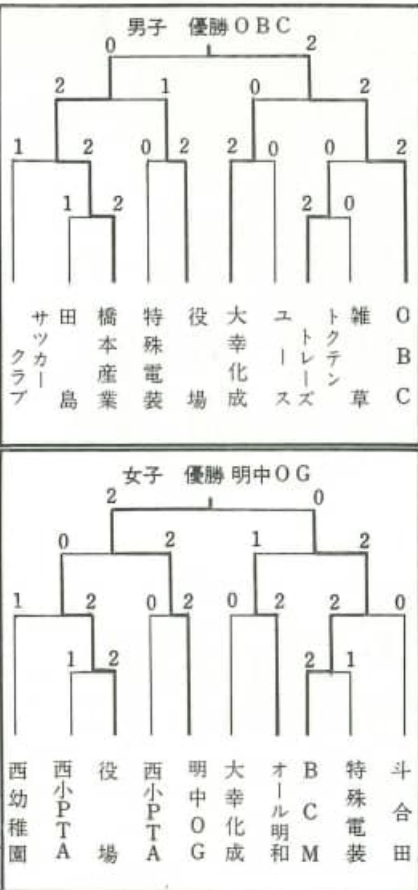 男子 優勝OBC
0 2
2 1 0 2
1 2 0 2 2 0 0 2
1 2 2 0
サツカークラブ
田島
橋本産業
特殊電装
役場
大幸化成
ユース
トクテントレーズ
雑草
OBC
女子 優勝 明中OG
2 0
0 2 1 2
1 2 0 2 0 2 2 0
1 2 2 1
西幼稚園
西小PTA
役場
西小PTA
明中OG
大幸化成
オール明和
BCM
特殊電装
斗合田